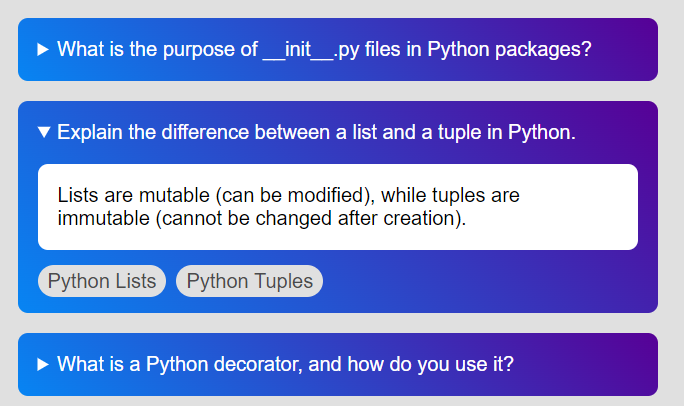 What is the purpose of __init__.py files in Python packages?
Explain the difference between a list and a tuple in Python.
Lists are mutable (can be modified), while tuples are
immutable (cannot be changed after creation).
Python Lists Python Tuples
What is a Python decorator, and how do you use it?